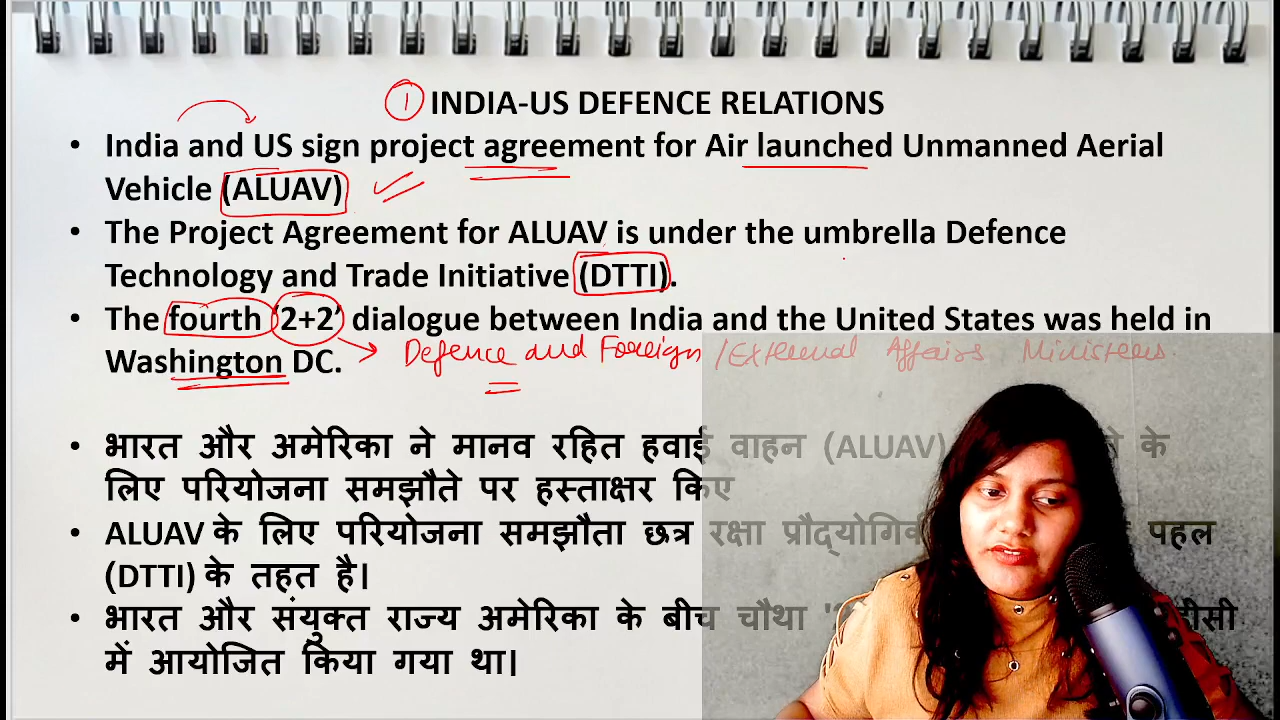 1 INDIA-US DEFENCE RELATIONS
• India and US sign project agreement for Air launched Unmanned Aerial
Vehicle (ALUAV)
• The Project Agreement for ALUAV is under the umbrella Defence
Technology and Trade Initiative (DTTI).
• The fourth '2+2' dialogue between India and the United States was held in
Washington DC.
Defence and Foreign /External Affairs Ministers.
• भारत और अमेरिका ने मानव रहित हवाई वाहन (ALUAV) के
लिए परियोजना समझौते पर हस्ताक्षर किए
• ALUAV के लिए परियोजना समझौता छत्र रक्षा पहल
(DTTI) के तहत है।
• भारत और संयुक्त राज्य अमेरिका के बीच चौथा
में आयोजित किया गया था।